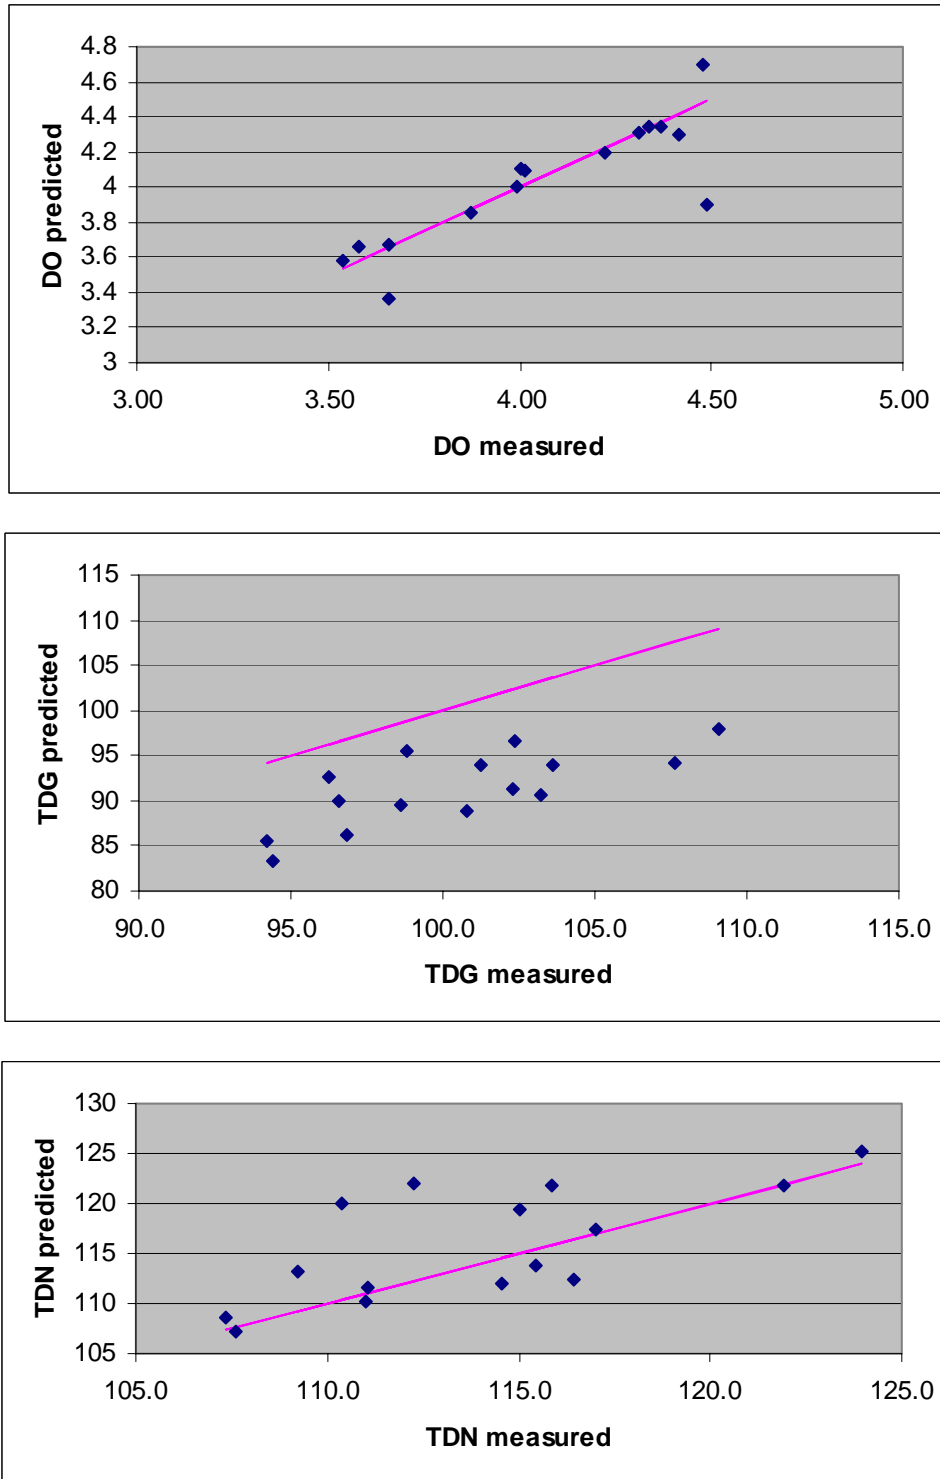 4.8
4.6
4.4
4.2
4
3.8
3.6
3.4
3.2
3
DO predicted
3.00 3.50 4.00 4.50 5.00
DO measured
115
110
105
100
95
90
85
80
TDG predicted
90.0 95.0 100.0 105.0 110.0 115.0
TDG measured
130
125
120
115
110
105
TDN predicted
105.0 110.0 115.0 120.0 125.0
TDN measured